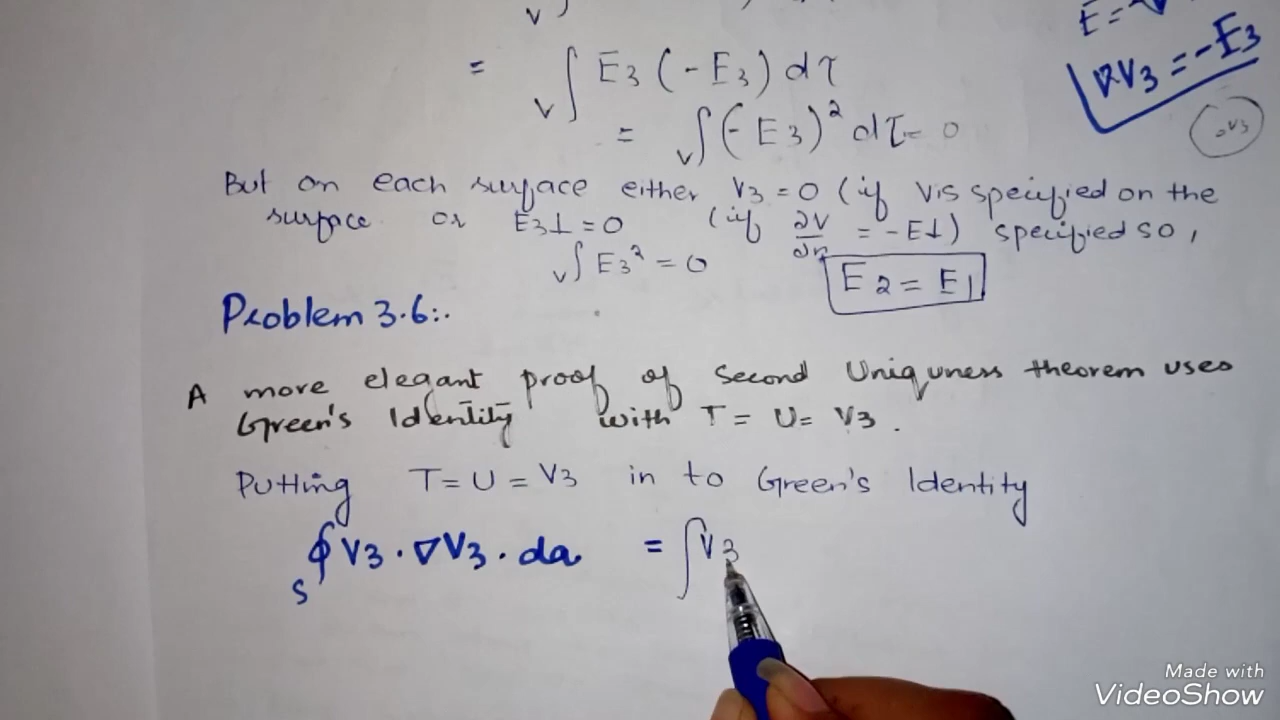 V
E =
= V∫ E3 (-E3) dτ
∇V3 = -E3
= V∫(-E3)² dτ = 0
V3
But on each surface either V3 = 0 (if V is specified on the
surface or E3⊥ = 0 (if ∂V/∂n = -E⊥) specified so,
V∫ E3² = 0
E2 = E1
Problem 3.6:.
A more elegant proof of Second Uniquness theorem uses
Green's Identity with T = U = V3.
Putting T = U = V3 in to Green's Identity
S∮ V3 . ∇V3 . da = ∫V3
Made with
VideoShow